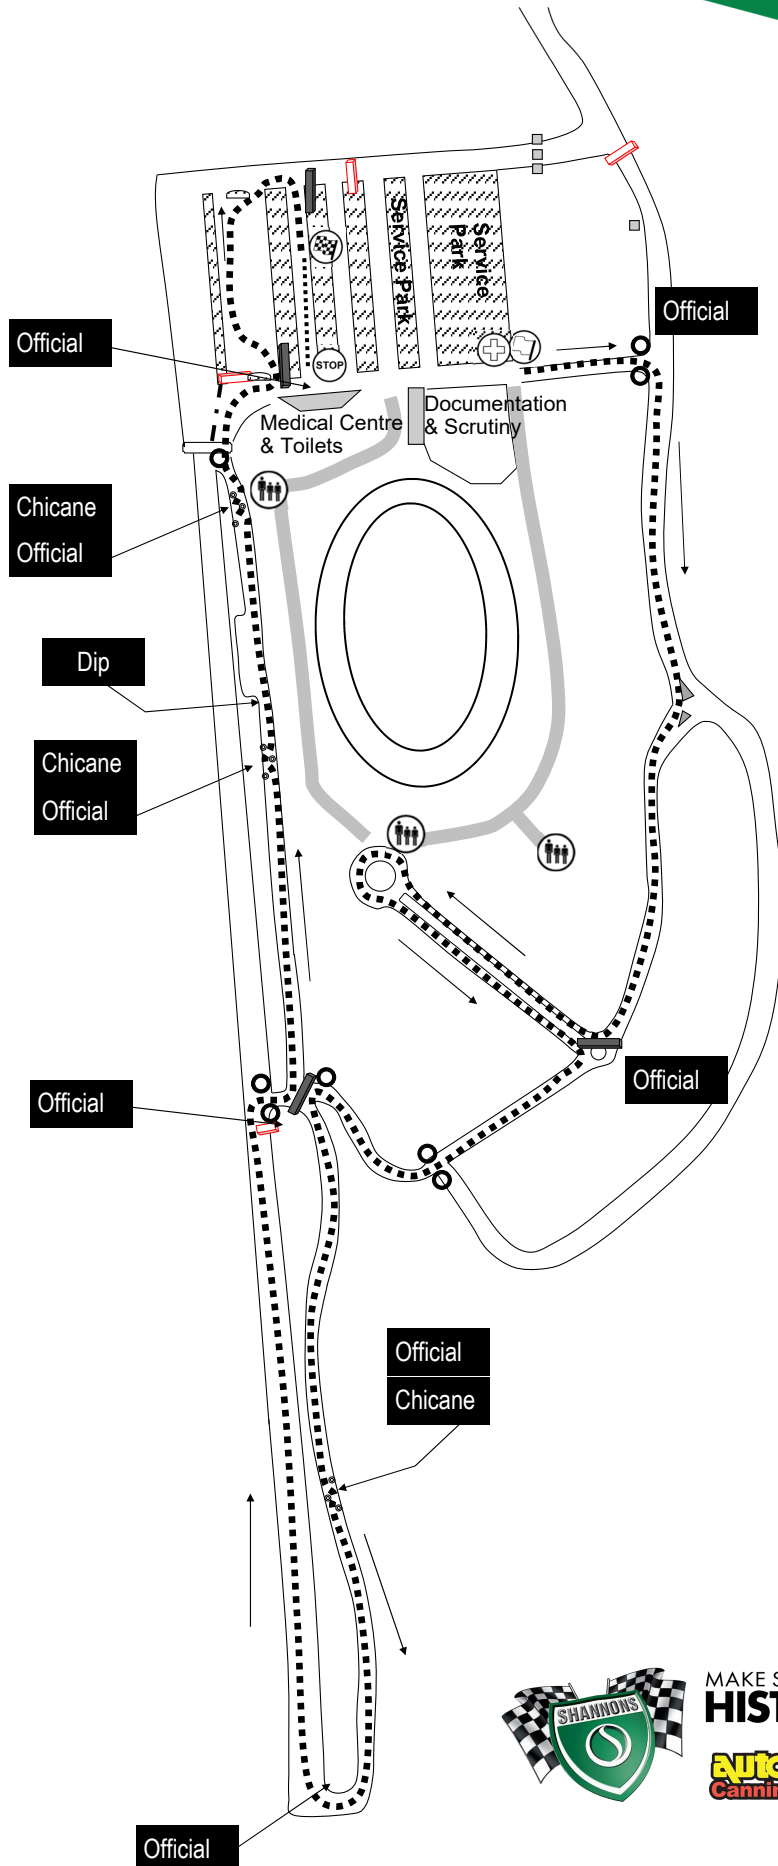 Service Park
Service
Park
Official
Official
STOP
Medical Centre
& Toilets
Documentation
& Scrutiny
Chicane
Official
Dip
Chicane
Official
Official
Official
Official
Chicane
SHANNONS
MAKE S
HIST
auto
Cannin
Official